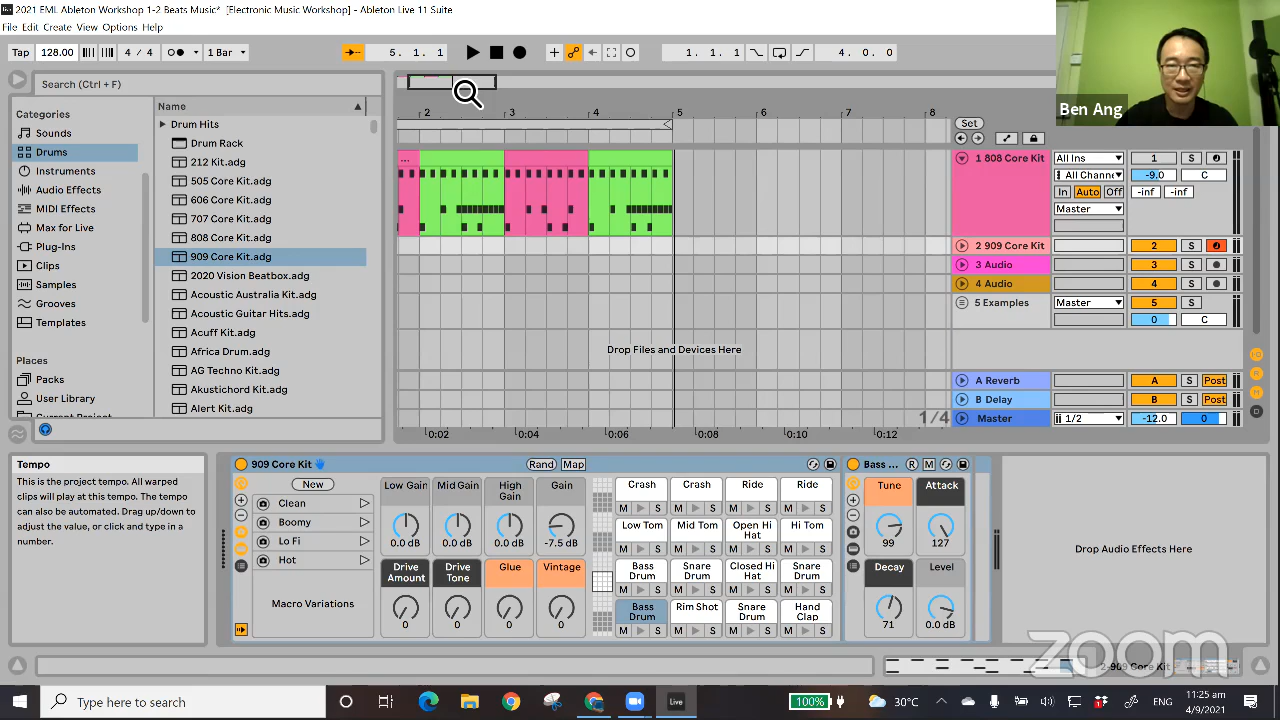 2021 EML Ableton Workshop 1-2 Beats Music* [Electronic Music Workshop] - Ableton Live 11 Suite
File Edit Create View Options Help
Tap 128.00 4 / 4 1 Bar 5. 1. 1 1. 1. 1 4. 0. 0
Ben Ang
Search (Ctrl + F)
Categories
Sounds
Drums
Instruments
Audio Effects
MIDI Effects
Max for Live
Plug-Ins
Clips
Samples
Grooves
Templates
Places
Packs
User Library
Current Project
Name
Drum Hits
Drum Rack
212 Kit.adg
505 Core Kit.adg
606 Core Kit.adg
707 Core Kit.adg
808 Core Kit.adg
909 Core Kit.adg
2020 Vision Beatbox.adg
Acoustic Australia Kit.adg
Acoustic Guitar Hits.adg
Acuff Kit.adg
Africa Drum.adg
AG Techno Kit.adg
Akustichord Kit.adg
Alert Kit.adg
2 3 4 5 6 7 8
...
Drop Files and Devices Here
1/4
0:02 0:04 0:06 0:08 0:10 0:12
Set
1 808 Core Kit All Ins 1 S
All Channe -9.0 C
In Auto Off -inf -inf
Master
2 909 Core Kit 2 S
3 Audio 3 S
4 Audio 4 S
5 Examples Master 5 S
0 C
A Reverb A S Post
B Delay B S Post
Master 1/2 -12.0 0
Tempo
This is the project tempo. All warped
clips will play at this tempo. The tempo
can also be automated. Drag up/down to
adjust the value, or click and type in a
number.
909 Core Kit Rand Map
New
Clean
Boomy
Lo Fi
Hot
Macro Variations
Low Gain Mid Gain High Gain Gain
0.0 dB 0.0 dB 0.0 dB -7.5 dB
Drive Amount Drive Tone Glue Vintage
0 0 0 0
Crash Crash Ride Ride
M S M S M S M S
Low Tom Mid Tom Open Hi Hat Hi Tom
M S M S M S M S
Bass Drum Snare Drum Closed Hi Hat Snare Drum
M S M S M S M S
Bass Drum Rim Shot Snare Drum Hand Clap
M S M S M S M S
Bass ... R M
Tune Attack
99 127
Decay Level
71 0.0 dB
Drop Audio Effects Here
zoom
2-909 Core Kit
Type here to search
Live
100%
30°C
ENG
11:25 am
4/9/2021